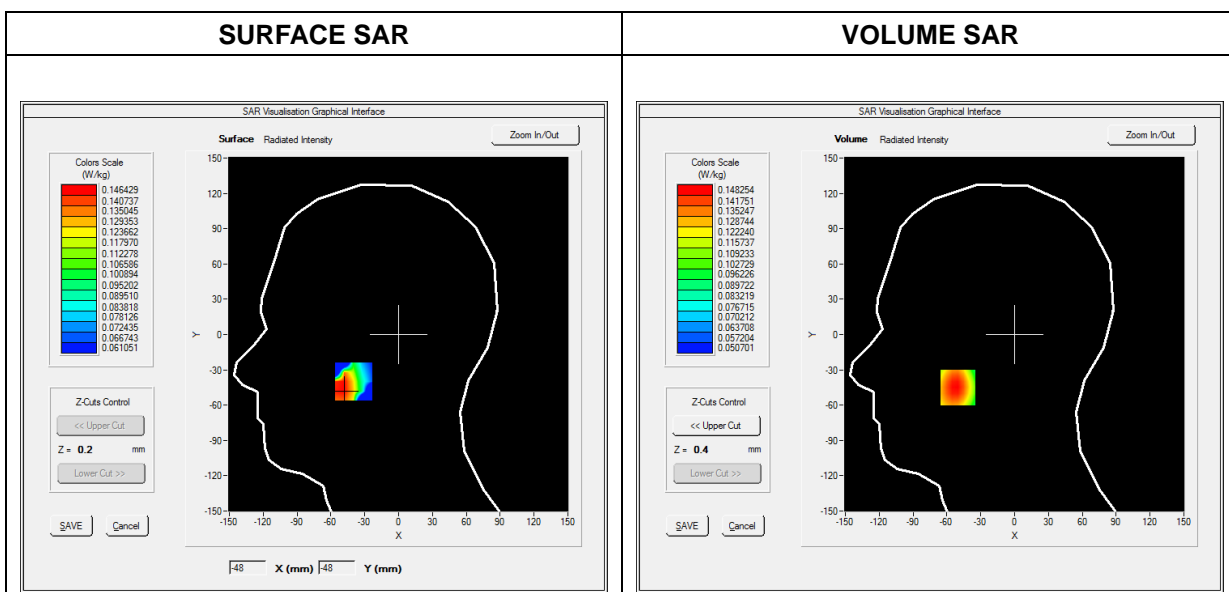 SURFACE SAR
VOLUME SAR
SAR Visualisation Graphical Interface
Surface Radiated Intensity
Zoom In/Out
Colors Scale
(W/kg)
0.146429
0.140737
0.135045
0.129353
0.123662
0.117970
0.112278
0.106586
0.100894
0.095202
0.089510
0.083818
0.078126
0.072435
0.066743
0.061051
150
120
90
60
30
0
-30
-60
-90
-120
-150
Y
-150 -120 -90 -60 -30 0 30 60 90 120 150
X
Z-Cuts Control
<< Upper Cut
Z = 0.2 mm
Lower Cut >>
SAVE Cancel
-48 X (mm) -48 Y (mm)
SAR Visualisation Graphical Interface
Volume Radiated Intensity
Zoom In/Out
Colors Scale
(W/kg)
0.148254
0.141751
0.135247
0.128744
0.122240
0.115737
0.109233
0.102729
0.096226
0.089722
0.083219
0.076715
0.070212
0.063708
0.057204
0.050701
150
120
90
60
30
0
-30
-60
-90
-120
-150
Y
-150 -120 -90 -60 -30 0 30 60 90 120 150
X
Z-Cuts Control
<< Upper Cut
Z = 0.4 mm
Lower Cut >>
SAVE Cancel